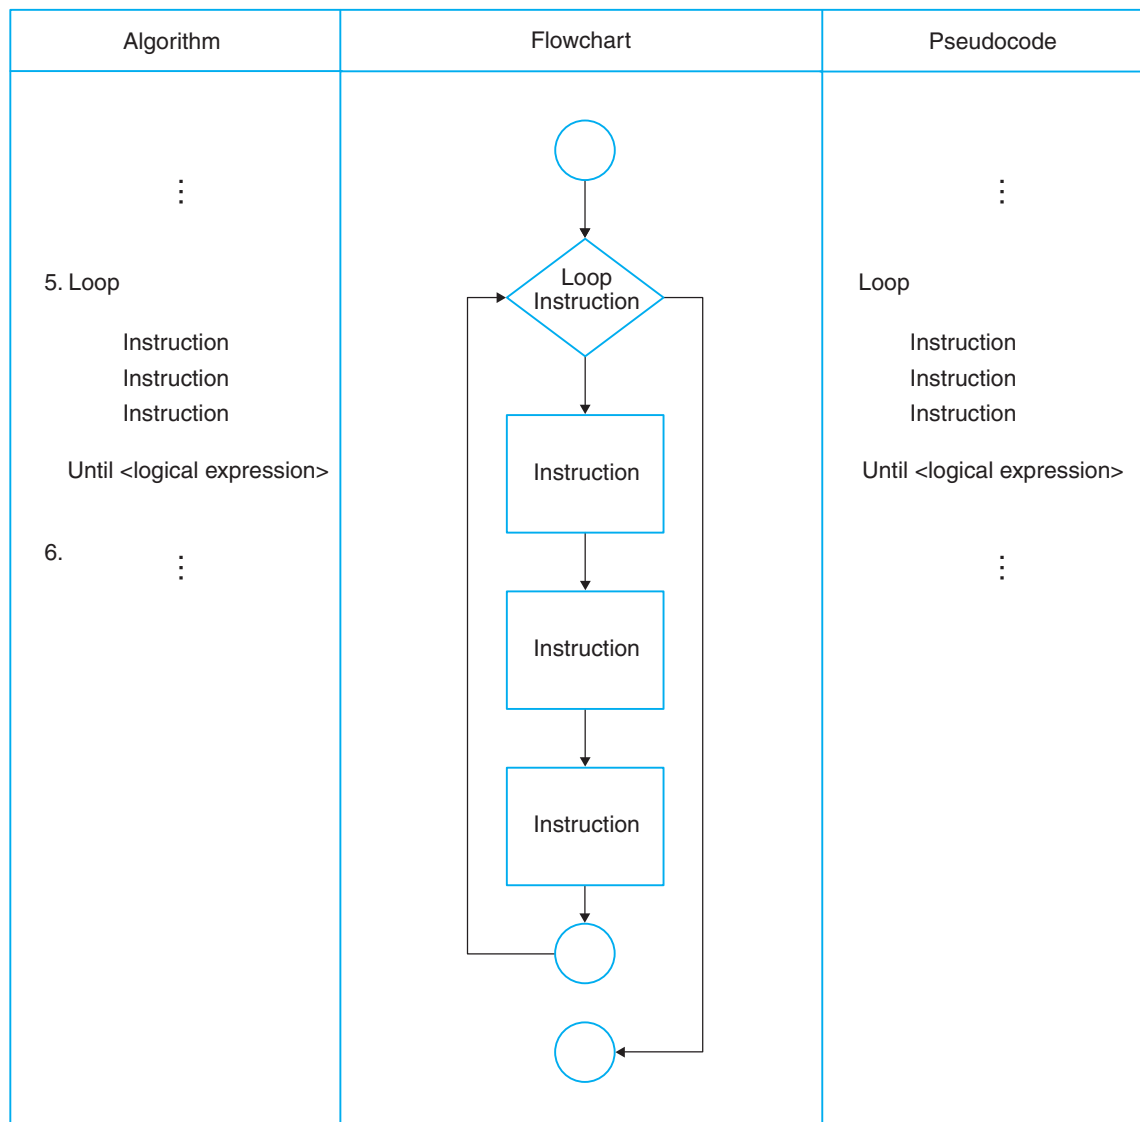 Algorithm
Flowchart
Pseudocode
⋮
5. Loop
Instruction
Instruction
Instruction
Until <logical expression>
6.
⋮
Loop
Instruction
Instruction
Instruction
Instruction
⋮
Loop
Instruction
Instruction
Instruction
Until <logical expression>
⋮